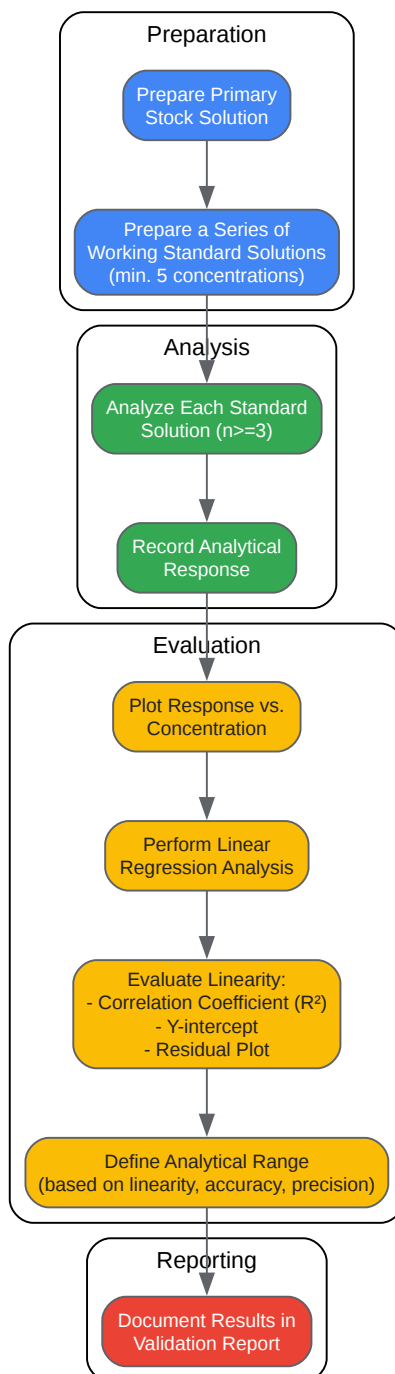 Preparation
Prepare Primary
Stock Solution
Prepare a Series of
Working Standard Solutions
(min. 5 concentrations)
Analysis
Analyze Each Standard
Solution (n>=3)
Record Analytical
Response
Evaluation
Plot Response vs.
Concentration
Perform Linear
Regression Analysis
Evaluate Linearity:
- Correlation Coefficient (R²)
- Y-intercept
- Residual Plot
Define Analytical Range
(based on linearity, accuracy, precision)
Reporting
Document Results in
Validation Report